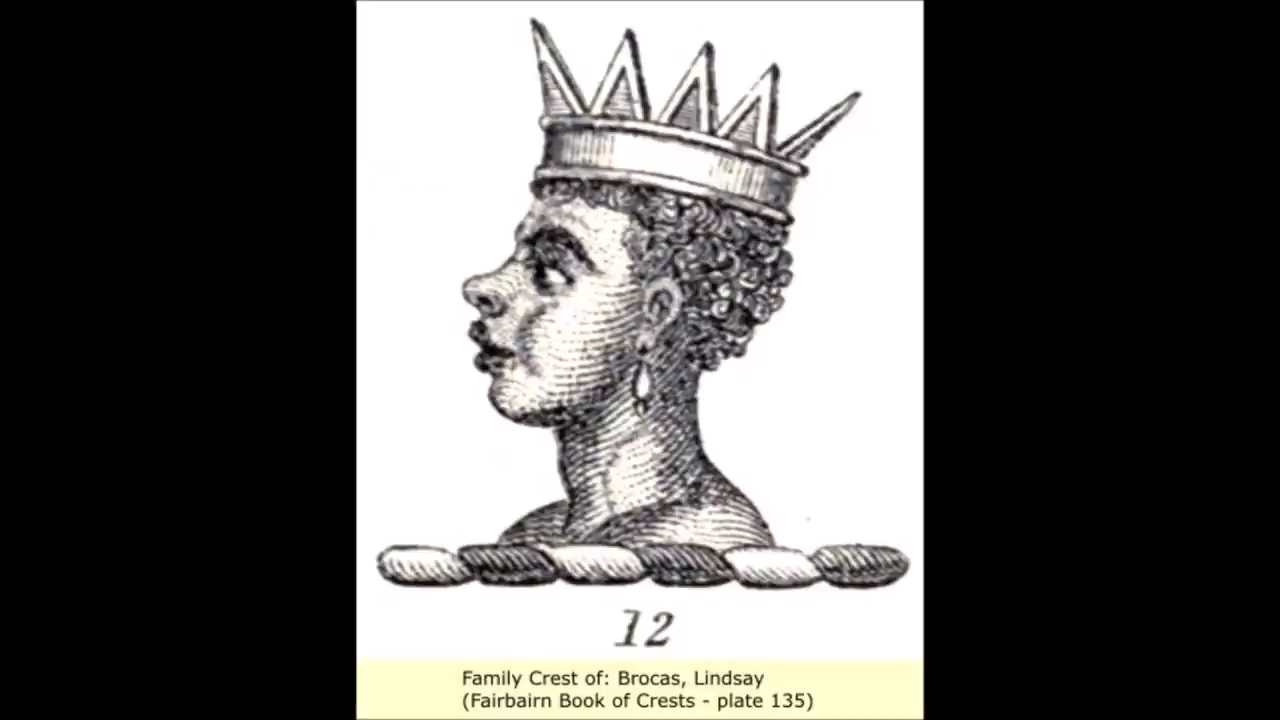 12
Family Crest of: Brocas, Lindsay
(Fairbairn Book of Crests - plate 135)